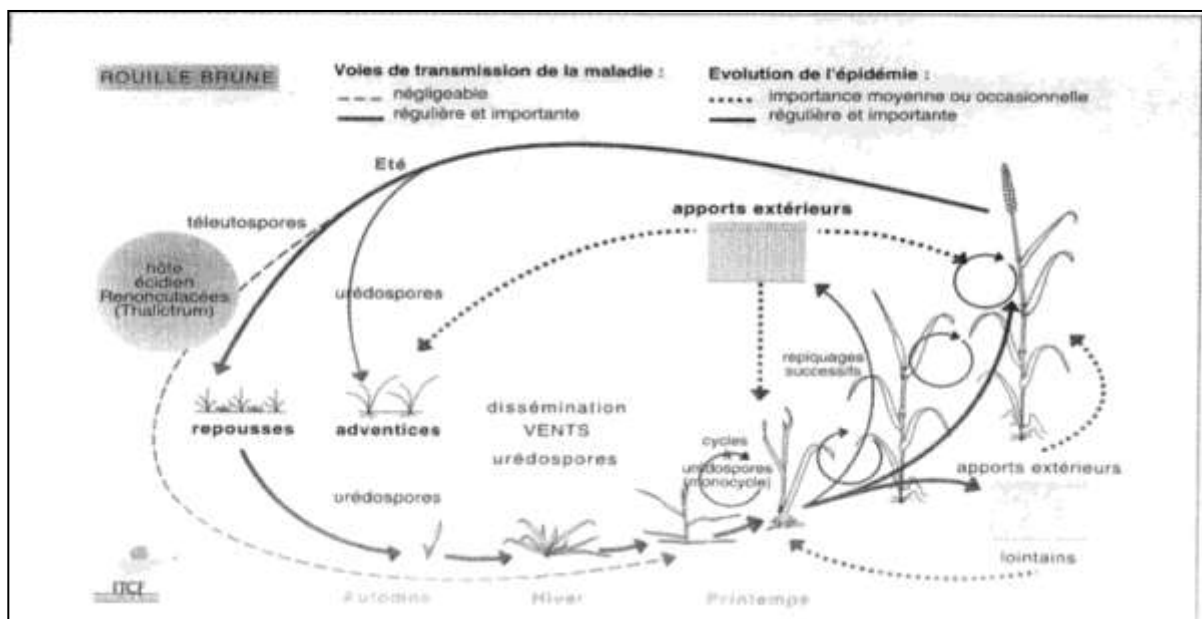 ROUILLE BRUNE
Voies de transmission de la maladie :
négligeable
régulière et importante
Evolution de l'épidémie :
importance moyenne ou occasionnelle
régulière et importante
Eté
téleutospores
apports extérieurs
hôte
écidien
Renonculacées
(Thalictrum)
urédospores
repiquages
successifs
repousses
adventices
dissémination
VENTS
urédospores
cycles
urédospores
(monocycle)
apports extérieurs
urédospores
lointains
ITCF
Automne
Hiver
Printemps